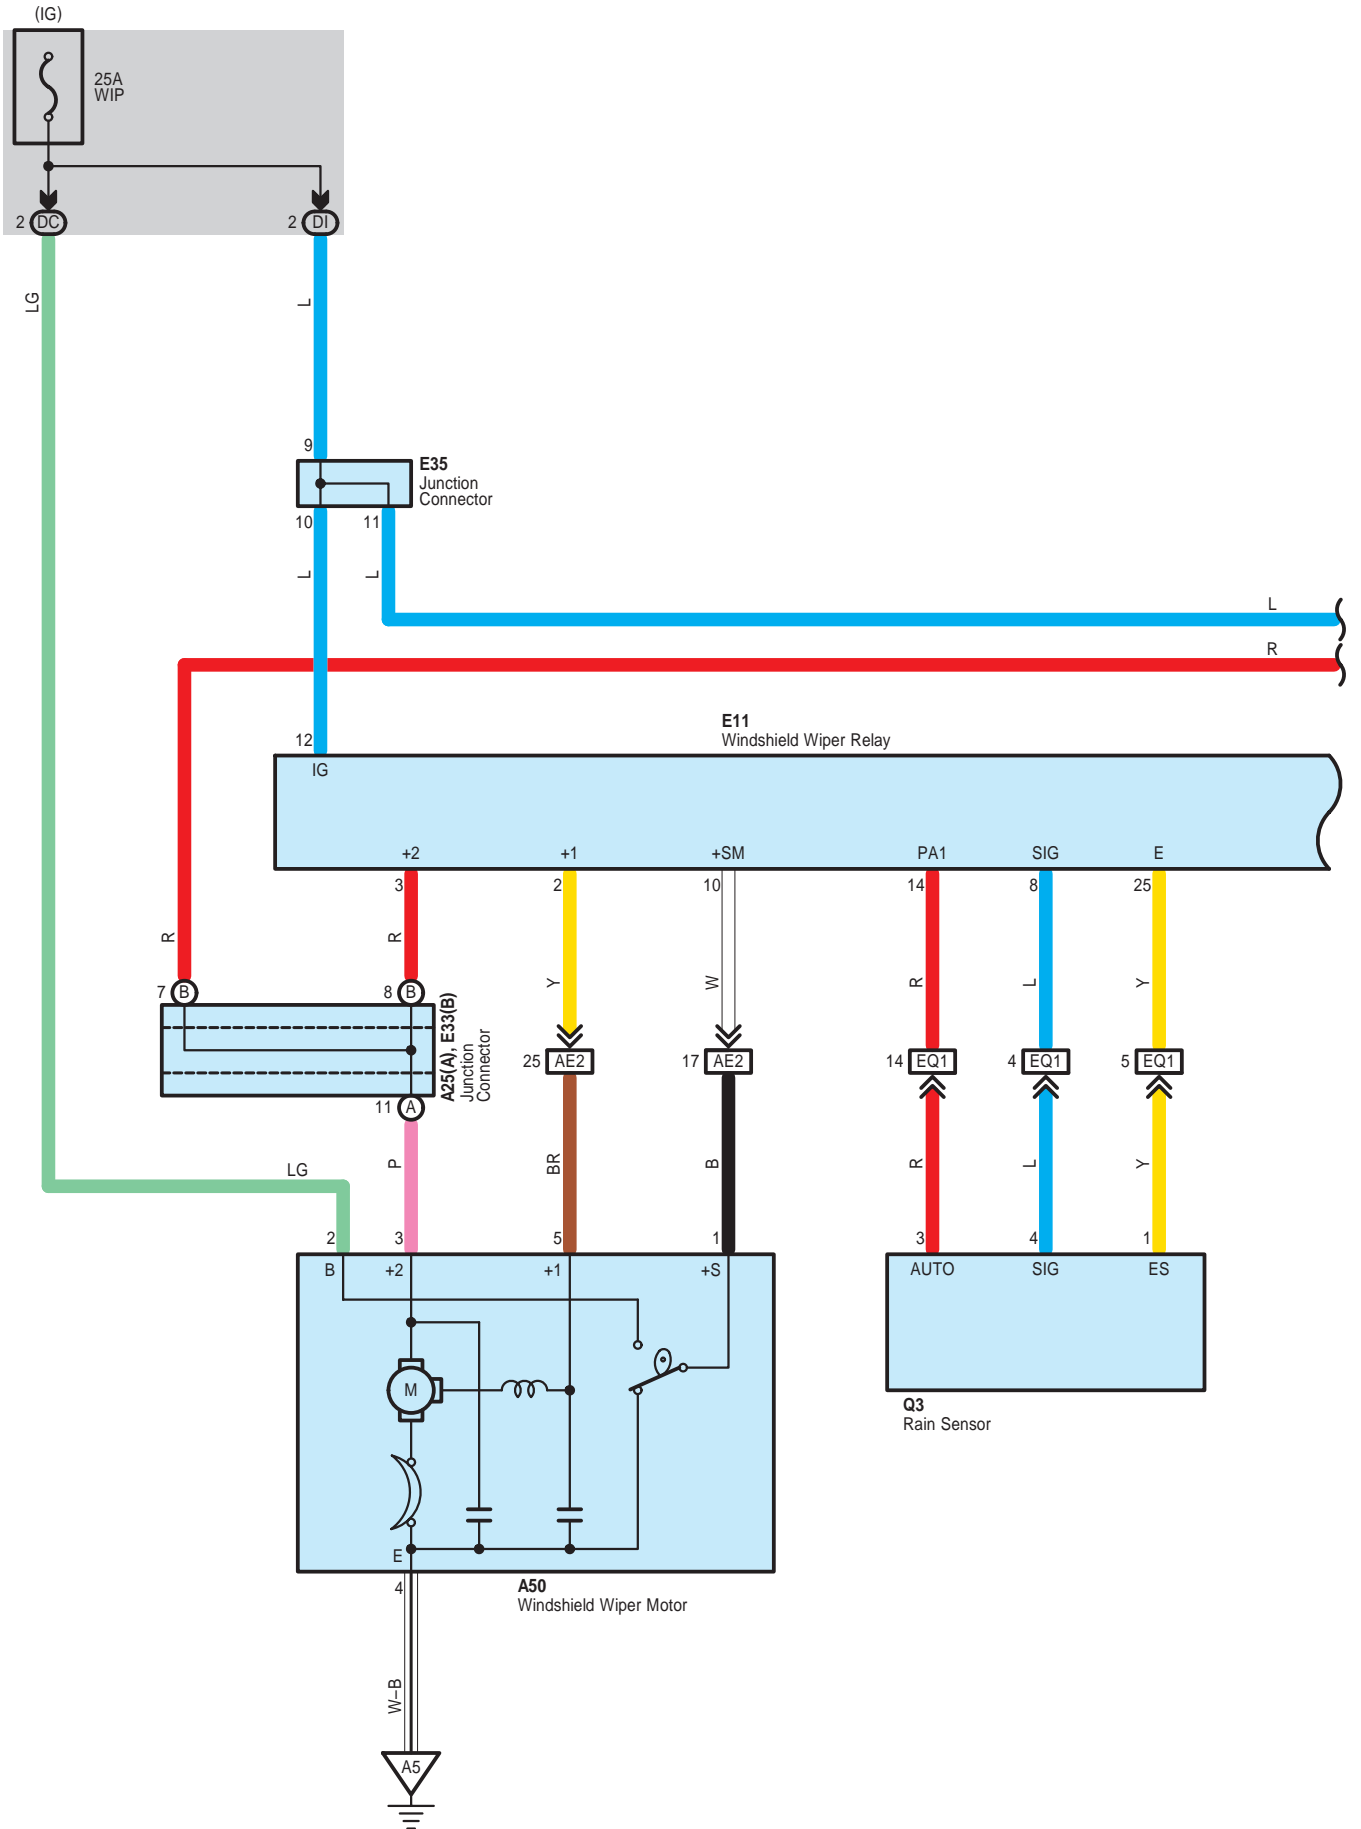 (IG)
25A
WIP
2 DC
2 DI
LG
L
9
E35
Junction
Connector
10
11
L
L
L
R
E11
Windshield Wiper Relay
12
IG
+2
+1
+SM
PA1
SIG
E
3
2
10
14
8
25
R
R
Y
W
R
L
Y
7 B
8 B
A25(A), E33(B)
Junction
Connector
25 AE2
17 AE2
14 EQ1
4 EQ1
5 EQ1
11 A
LG
P
BR
B
R
L
Y
2
3
5
1
3
4
1
B
+2
+1
+S
AUTO
SIG
ES
M
Q3
Rain Sensor
E
4
A50
Windshield Wiper Motor
W–B
A5